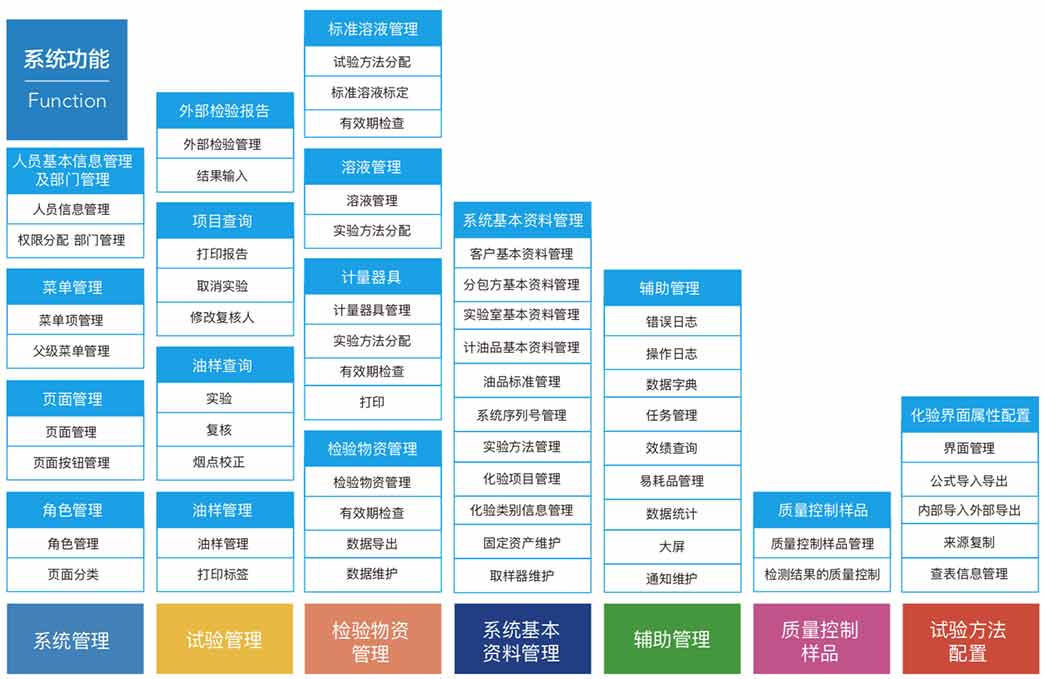 系统功能
Function
人员基本信息管理
及部门管理
人员信息管理
权限分配 部门管理
菜单管理
菜单项管理
父级菜单管理
页面管理
页面管理
页面按钮管理
角色管理
角色管理
页面分类
系统管理
外部检验报告
外部检验管理
结果输入
项目查询
打印报告
取消实验
修改复核人
油样查询
实验
复核
烟点校正
油样管理
油样管理
打印标签
试验管理
标准溶液管理
试验方法分配
标准溶液标定
有效期检查
溶液管理
溶液管理
实验方法分配
计量器具
计量器具管理
实验方法分配
有效期检查
打印
检验物资管理
检验物资管理
有效期检查
数据导出
数据维护
检验物资
管理
系统基本资料管理
客户基本资料管理
分包方基本资料管理
实验室基本资料管理
计油品基本资料管理
油品标准管理
系统序列号管理
实验方法管理
化验项目管理
化验类别信息管理
固定资产维护
取样器维护
系统基本
资料管理
辅助管理
错误日志
操作日志
数据字典
任务管理
效绩查询
易耗品管理
数据统计
大屏
通知维护
辅助管理
质量控制样品
质量控制样品管理
检测结果的质量控制
质量控制
样品
化验界面属性配置
界面管理
公式导入导出
内部导入外部导出
来源复制
查表信息管理
试验方法
配置